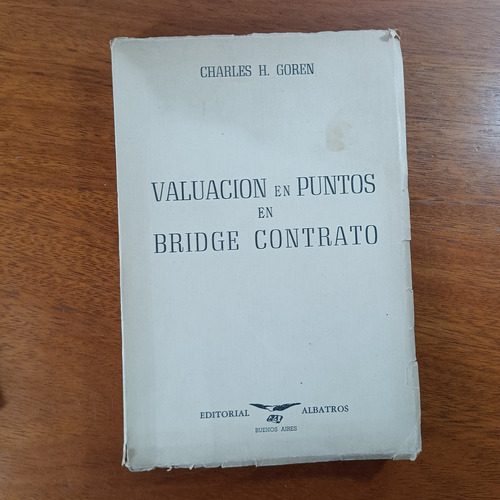 CHARLES H. GOREN
VALUACION EN PUNTOS
EN
BRIDGE CONTRATO
EDITORIAL ALBATROS
BUENOS AIRES